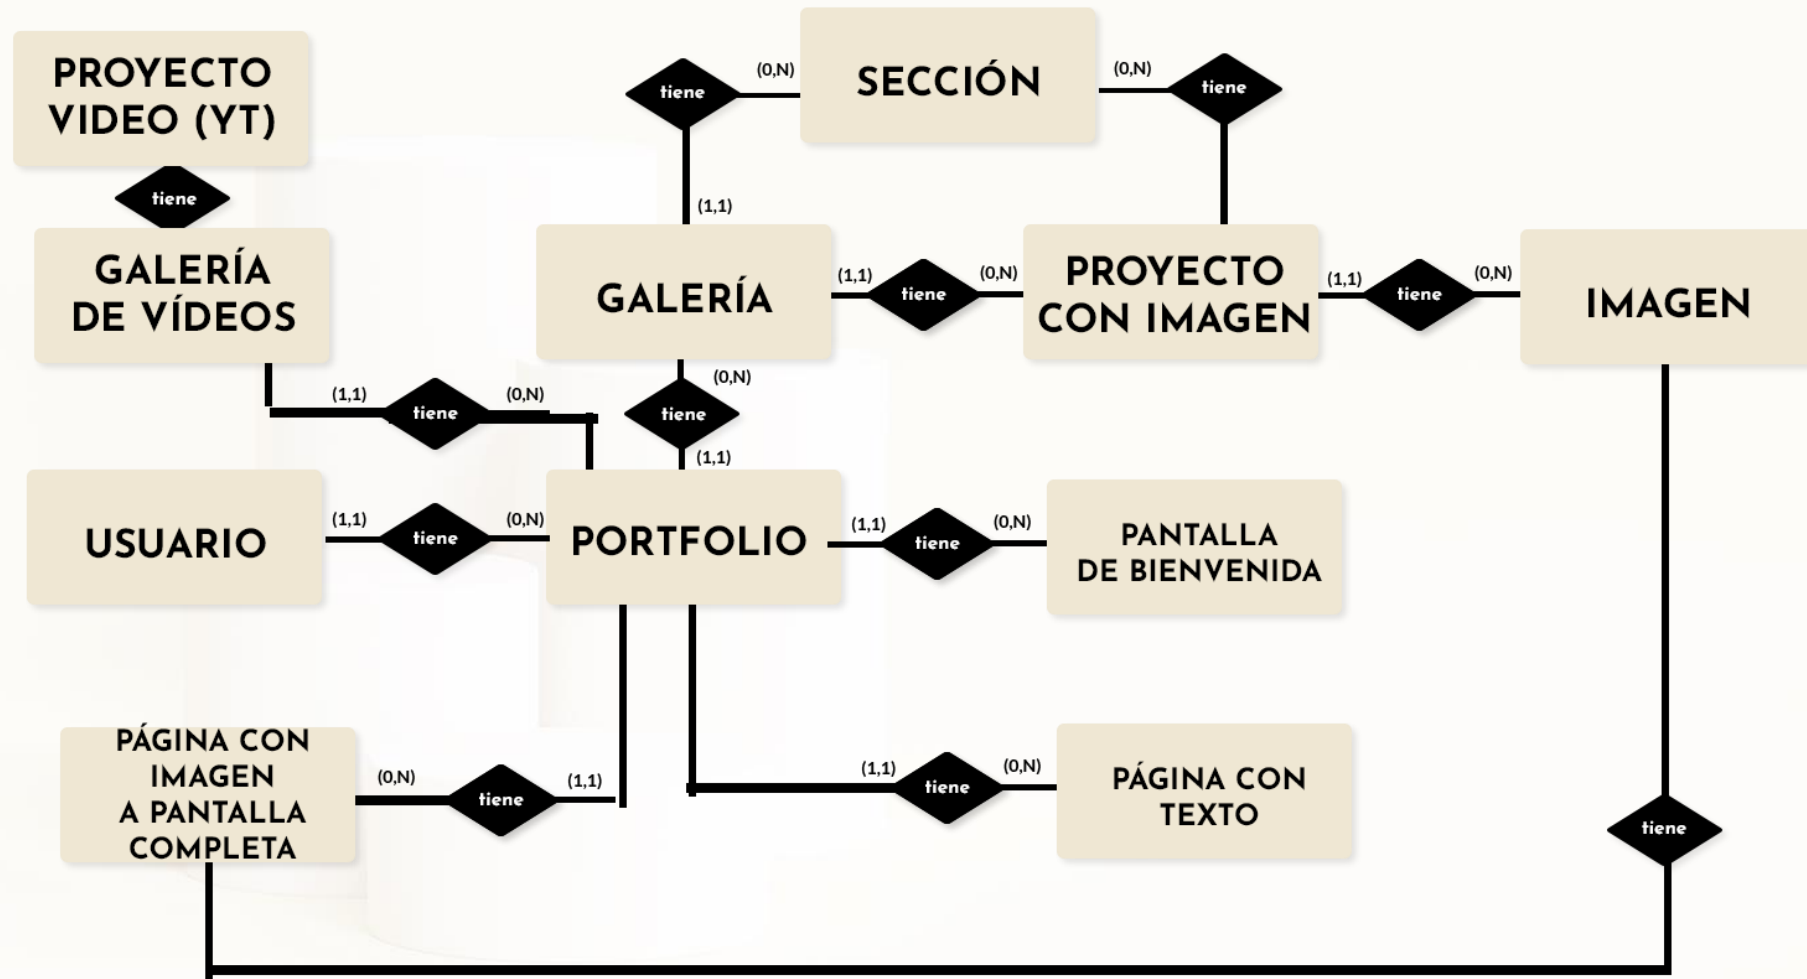 PROYECTO
VIDEO (YT)
tiene
GALERÍA
DE VÍDEOS
tiene
(0,N)
SECCIÓN
(0,N)
tiene
(1,1)
GALERÍA
(1,1)
tiene
(0,N)
PROYECTO
CON IMAGEN
(1,1)
tiene
(0,N)
IMAGEN
(1,1)
tiene
(0,N)
(0,N)
tiene
(1,1)
USUARIO
(1,1)
tiene
(0,N)
PORTFOLIO
(1,1)
tiene
(0,N)
PANTALLA
DE BIENVENIDA
PÁGINA CON
IMAGEN
A PANTALLA
COMPLETA
(0,N)
tiene
(1,1)
(1,1)
tiene
(0,N)
PÁGINA CON
TEXTO
tiene